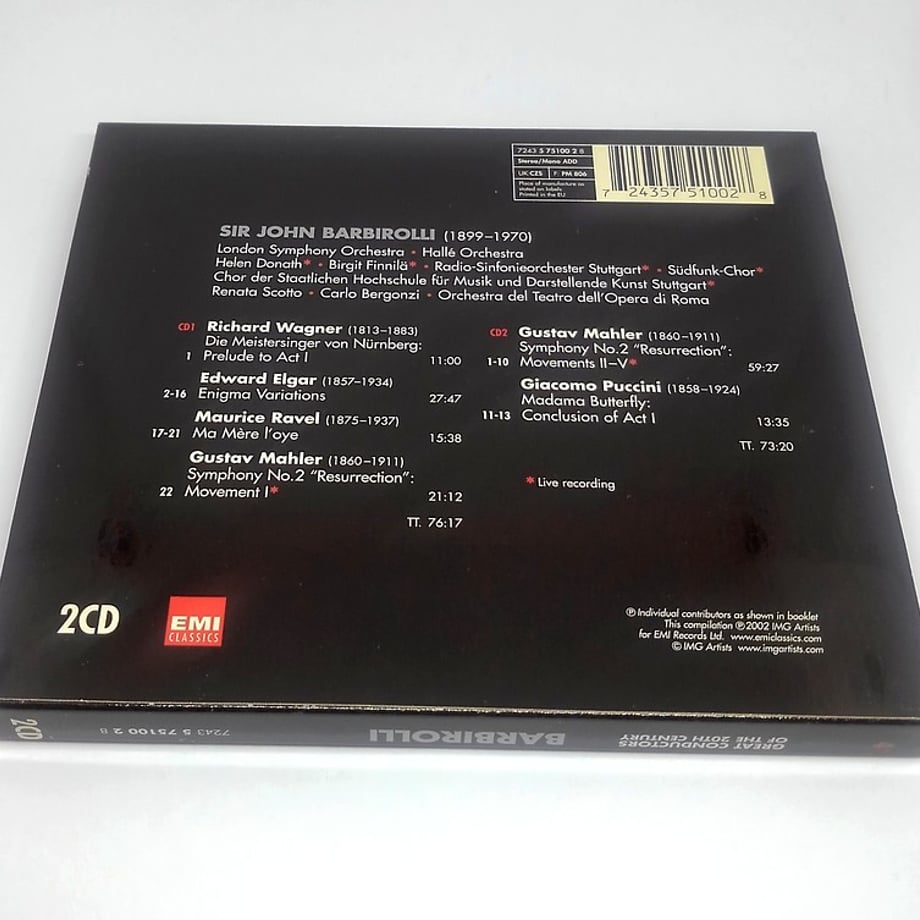 7243 5 75100 2 8
Stereo/Mono ADD
UK:CZS F: PM 806
Place of manufacture as
stated on labels
Printed in the EU
7 24357 51002 8
SIR JOHN BARBIROLLI (1899–1970)
London Symphony Orchestra • Hallé Orchestra
Helen Donath* • Birgit Finnilä* • Radio-Sinfonieorchester Stuttgart* • Südfunk-Chor*
Chor der Staatlichen Hochschule für Musik und Darstellende Kunst Stuttgart*
Renata Scotto • Carlo Bergonzi • Orchestra del Teatro dell'Opera di Roma
CD1 Richard Wagner (1813–1883)
Die Meistersinger von Nürnberg:
1 Prelude to Act I 11:00
Edward Elgar (1857–1934)
2-16 Enigma Variations 27:47
Maurice Ravel (1875–1937)
17-21 Ma Mère l'oye 15:38
Gustav Mahler (1860–1911)
Symphony No.2 “Resurrection”:
22 Movement I* 21:12
TT. 76:17
CD2 Gustav Mahler (1860–1911)
Symphony No.2 “Resurrection”:
1-10 Movements II–V* 59:27
Giacomo Puccini (1858–1924)
Madama Butterfly:
11-13 Conclusion of Act I 13:35
TT. 73:20
* Live recording
2CD
EMI
CLASSICS
℗ Individual contributors as shown in booklet
This compilation ℗ 2002 IMG Artists
for EMI Records Ltd. www.emiclassics.com
© IMG Artists www.imgartists.com
GREAT CONDUCTORS
OF THE 20TH CENTURY
BARBIROLLI
7243 5 75100 2 8
2CD